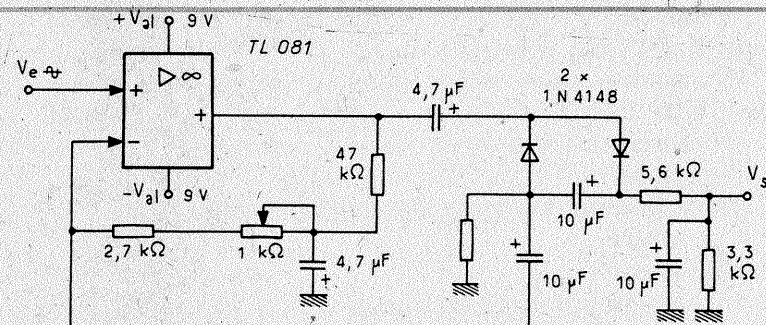 +Val 9 V
TL 081
Ve
▷ ∞
+
+
−
−Val 9 V
4,7 µF
+
2 ×
1N 4148
47
kΩ
2,7 kΩ
1 kΩ
4,7 µF
+
+
10 µF
5,6 kΩ
Vs
+
10 µF
+
10 µF
3,3
kΩ